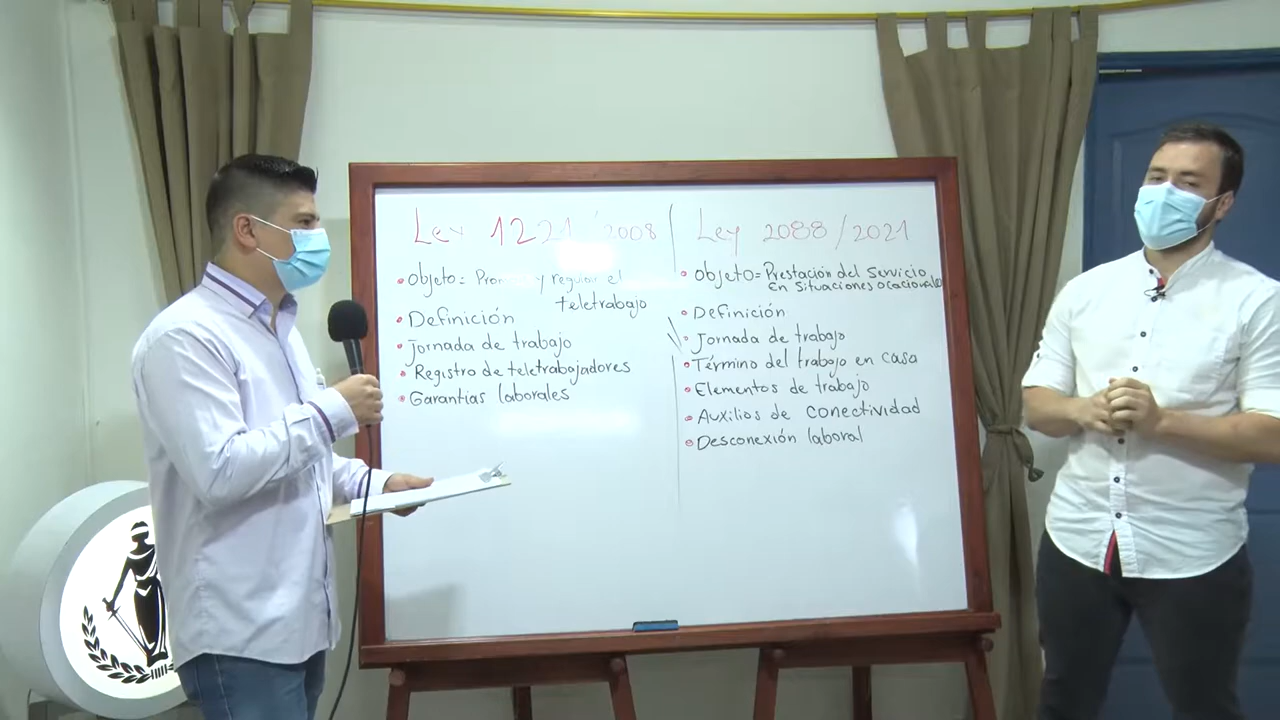 Ley 1221/2008
• Objeto = y regular el
teletrabajo
• Definición
• Jornada de trabajo
• Registro de teletrabajadores
• Garantías laborales
Ley 2088/2021
• Objeto = Prestación del servicio
en situaciones ocacionales
• Definición
• Jornada de trabajo
• Término del trabajo en casa
• Elementos de trabajo
• Auxilios de conectividad
• Desconexión laboral